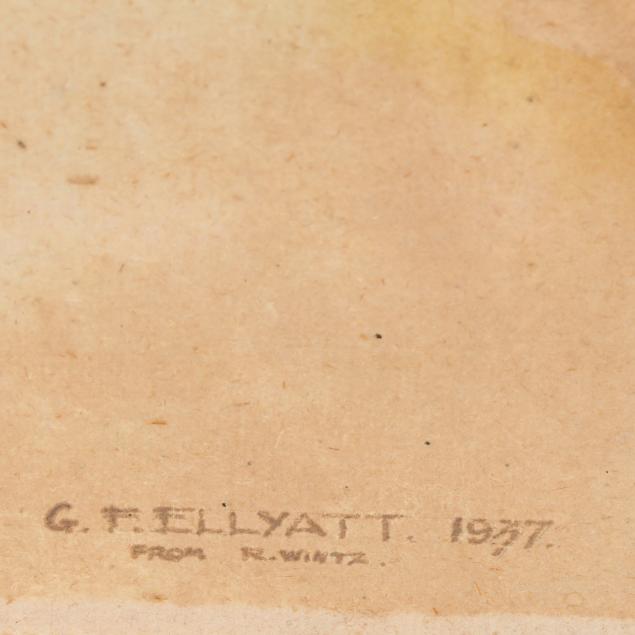 G. F. ELLYATT. 1937.
FROM R. WINTZ.